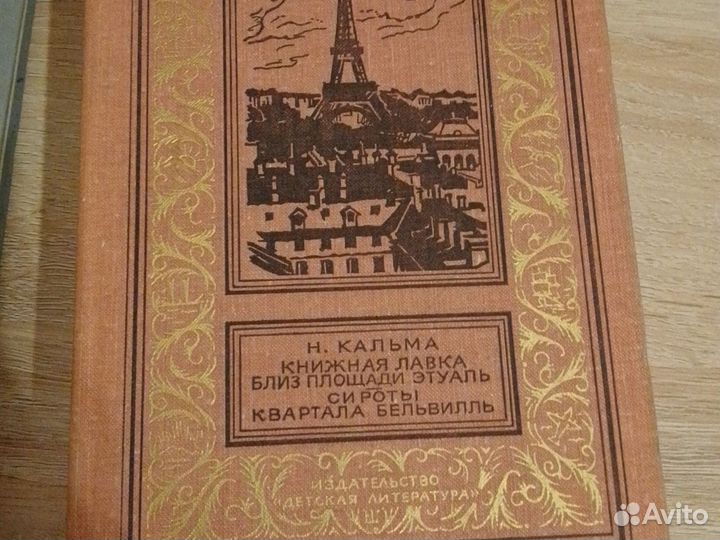 Н. КАЛЬМА
КНИЖНАЯ ЛАВКА
БЛИЗ ПЛОЩАДИ ЭТУАЛЬ
СИРОТЫ
КВАРТАЛА БЕЛЬВИЛЛЬ
ИЗДАТЕЛЬСТВО
"ДЕТСКАЯ ЛИТЕРАТУРА"
Avito